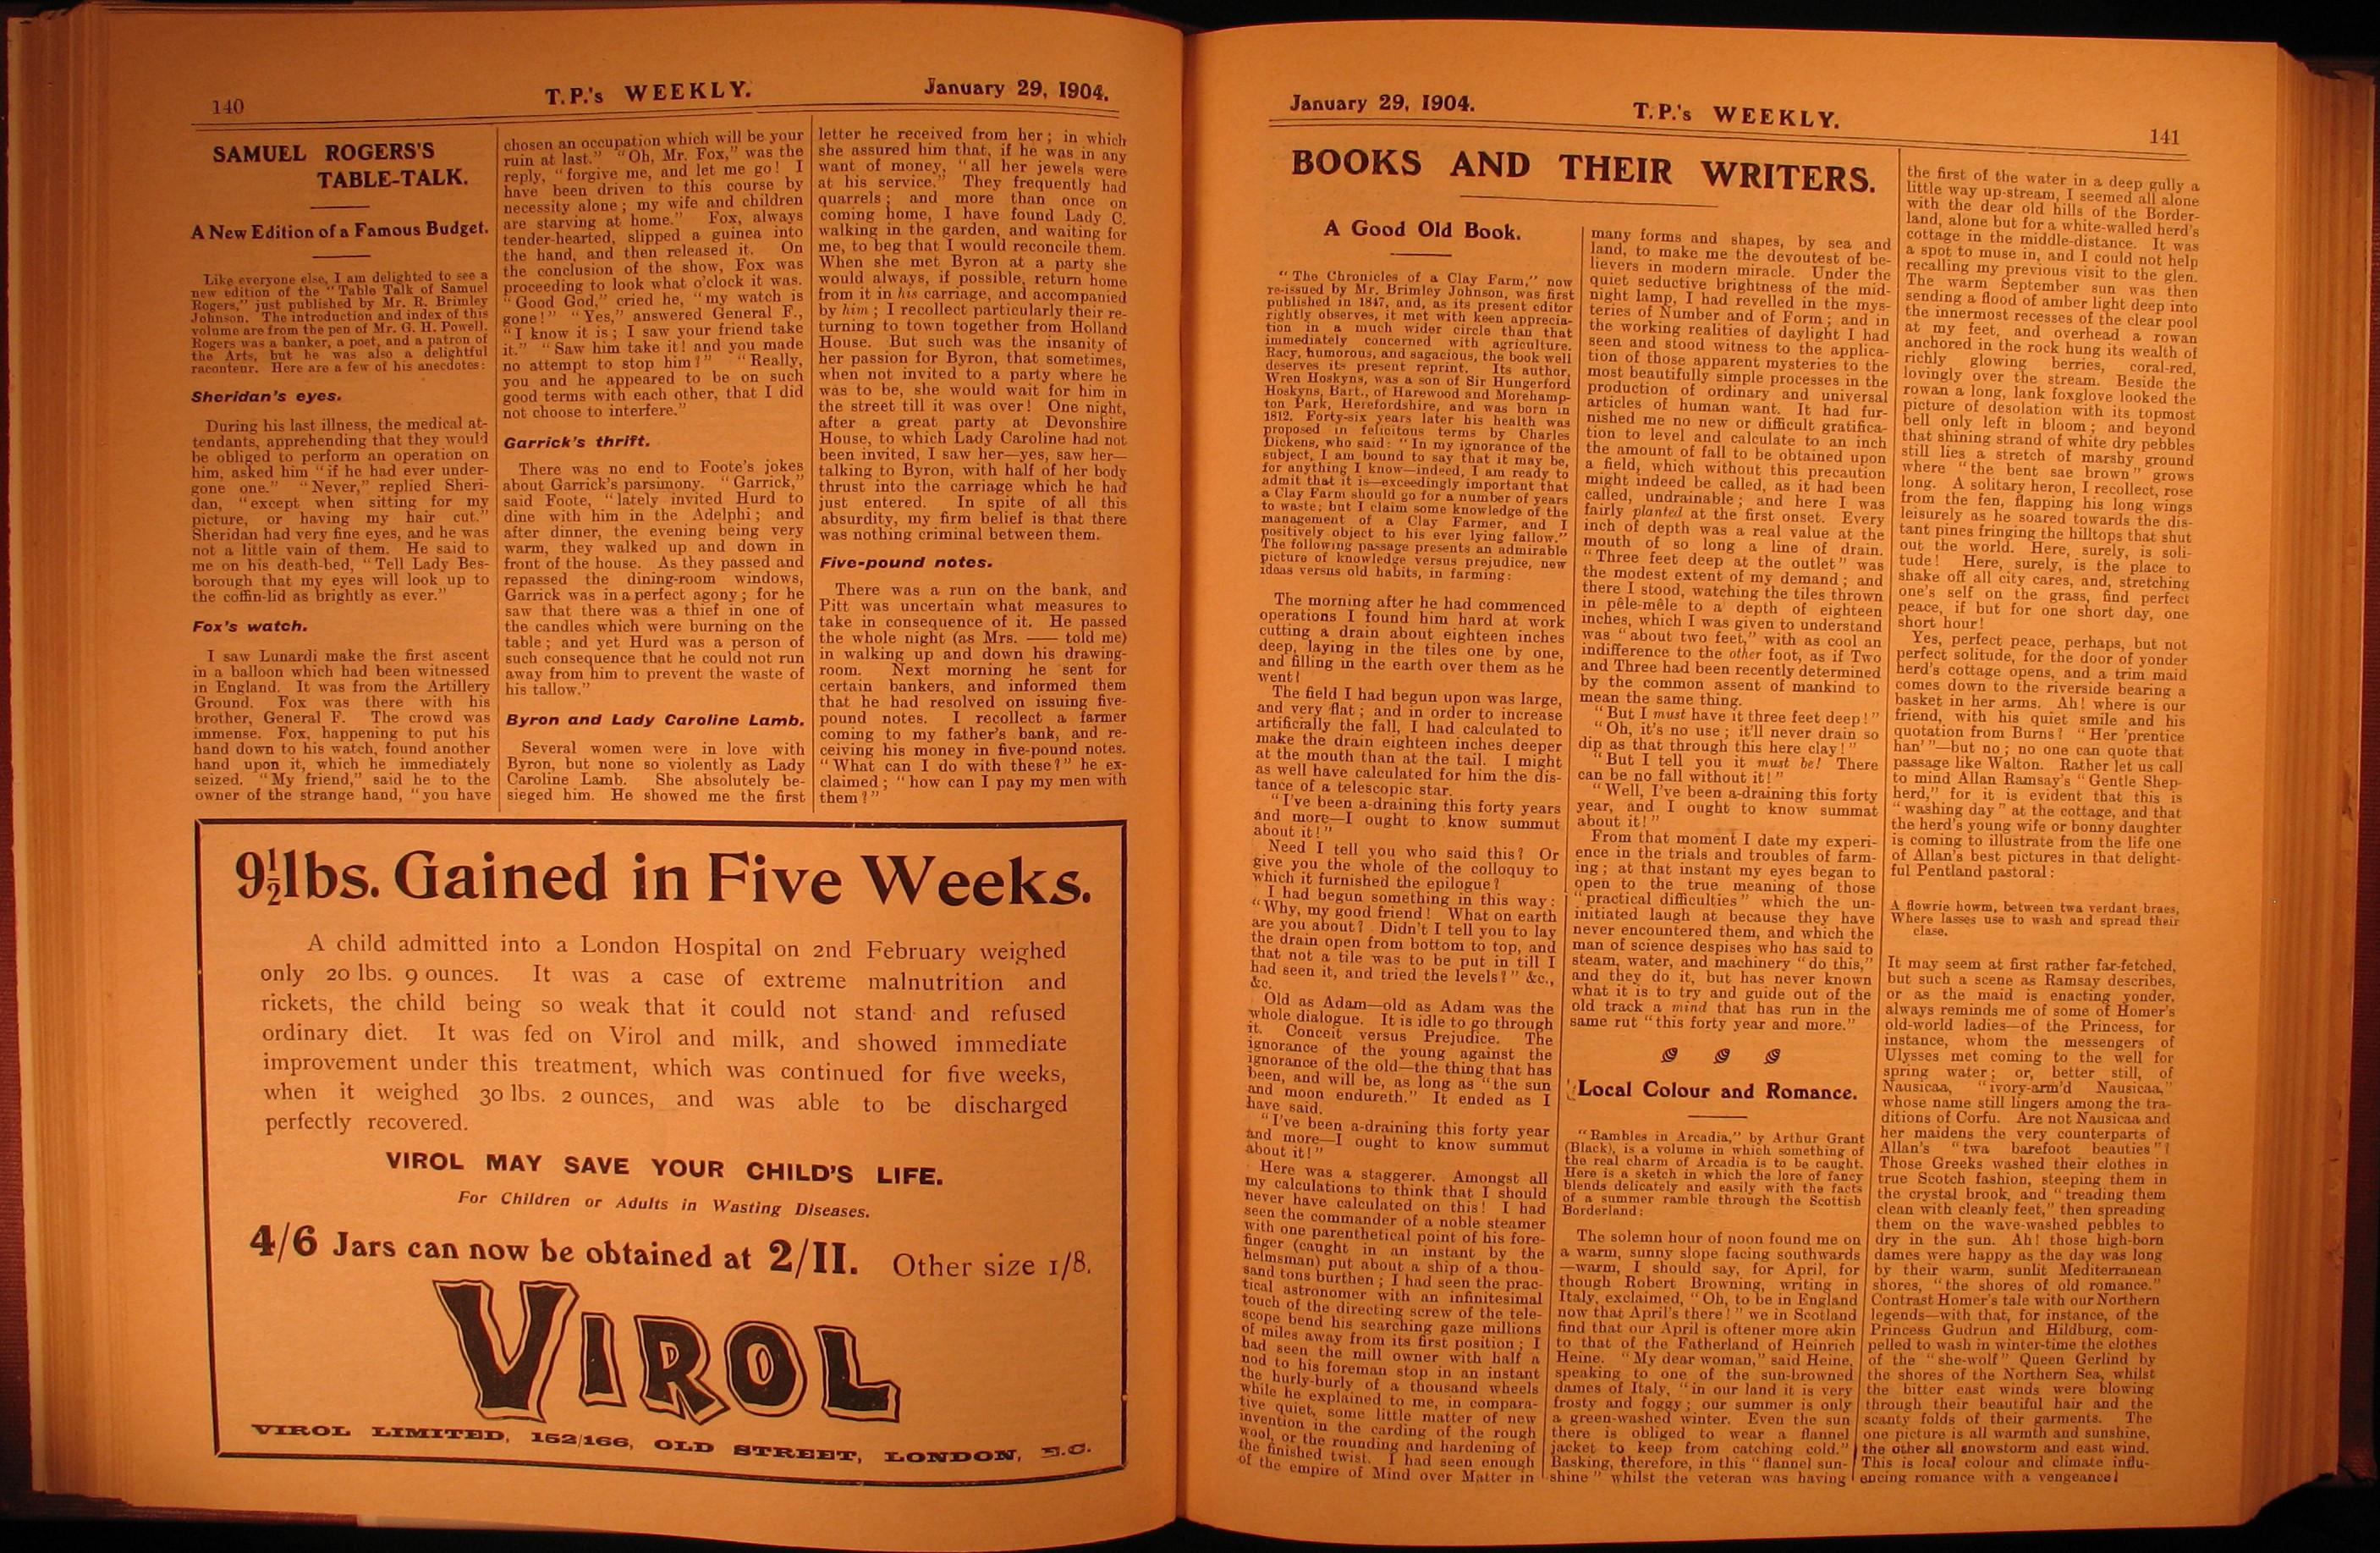 140
T.P.'s WEEKLY.
January 29, 1904.
SAMUEL ROGERS'S
TABLE-TALK.
A New Edition of a Famous Budget.
Like everyone else, I am delighted to see a
new edition of the "Table Talk of Samuel
Rogers," just published by Mr. R. Brimley
Johnson. The introduction and index of this
volume are from the pen of Mr. G. H. Powell.
Rogers was a banker, a poet, and a patron of
the Arts, but he was also a delightful
raconteur. Here are a few of his anecdotes:
Sheridan's eyes.
During his last illness, the medical at-
tendants, apprehending that they would
be obliged to perform an operation on
him, asked him "if he had ever under-
gone one." "Never," replied Sheri-
dan, "except when sitting for my
picture, or having my hair cut."
Sheridan had very fine eyes, and he was
not a little vain of them. He said to
me on his death-bed, "Tell Lady Bes-
borough that my eyes will look up to
the coffin-lid as brightly as ever."
Fox's watch.
I saw Lunardi make the first ascent
in a balloon which had been witnessed
in England. It was from the Artillery
Ground. Fox was there with his
brother, General F. The crowd was
immense. Fox, happening to put his
hand down to his watch, found another
hand upon it, which he immediately
seized. "My friend," said he to the
owner of the strange hand, "you have
chosen an occupation which will be your
ruin at last." "Oh, Mr. Fox," was the
reply, "forgive me, and let me go! I
have been driven to this course by
necessity alone; my wife and children
are starving at home." Fox, always
tender-hearted, slipped a guinea into
the hand, and then released it. On
the conclusion of the show, Fox was
proceeding to look what o'clock it was.
"Good God," cried he, "my watch is
gone!" "Yes," answered General F.,
"I know it is; I saw your friend take
it." "Saw him take it! and you made
no attempt to stop him?" "Really,
you and he appeared to be on such
good terms with each other, that I did
not choose to interfere."
Garrick's thrift.
There was no end to Foote's jokes
about Garrick's parsimony. "Garrick,"
said Foote, "lately invited Hurd to
dine with him in the Adelphi; and
after dinner, the evening being very
warm, they walked up and down in
front of the house. As they passed and
repassed the dining-room windows,
Garrick was in a perfect agony; for he
saw that there was a thief in one of
the candles which were burning on the
table; and yet Hurd was a person of
such consequence that he could not run
away from him to prevent the waste of
his tallow."
Byron and Lady Caroline Lamb.
Several women were in love with
Byron, but none so violently as Lady
Caroline Lamb. She absolutely be-
sieged him. He showed me the first
letter he received from her; in which
she assured him that, if he was in any
want of money, "all her jewels were
at his service." They frequently had
quarrels; and more than once on
coming home, I have found Lady C.
walking in the garden, and waiting for
me, to beg that I would reconcile them.
When she met Byron at a party she
would always, if possible, return home
from it in his carriage, and accompanied
by him; I recollect particularly their re-
turning to town together from Holland
House. But such was the insanity of
her passion for Byron, that sometimes,
when not invited to a party where he
was to be, she would wait for him in
the street till it was over! One night,
after a great party at Devonshire
House, to which Lady Caroline had not
been invited, I saw her—yes, saw her—
talking to Byron, with half of her body
thrust into the carriage which he had
just entered. In spite of all this
absurdity, my firm belief is that there
was nothing criminal between them.
Five-pound notes.
There was a run on the bank, and
Pitt was uncertain what measures to
take in consequence of it. He passed
the whole night (as Mrs. —— told me)
in walking up and down his drawing-
room. Next morning he sent for
certain bankers, and informed them
that he had resolved on issuing five-
pound notes. I recollect a farmer
coming to my father's bank, and re-
ceiving his money in five-pound notes.
"What can I do with these?" he ex-
claimed; "how can I pay my men with
them?"
9½lbs. Gained in Five Weeks.
A child admitted into a London Hospital on 2nd February weighed
only 20 lbs. 9 ounces. It was a case of extreme malnutrition and
rickets, the child being so weak that it could not stand and refused
ordinary diet. It was fed on Virol and milk, and showed immediate
improvement under this treatment, which was continued for five weeks,
when it weighed 30 lbs. 2 ounces, and was able to be discharged
perfectly recovered.
VIROL MAY SAVE YOUR CHILD'S LIFE.
For Children or Adults in Wasting Diseases.
4/6 Jars can now be obtained at 2/11. Other size 1/8.
VIROL
VIROL LIMITED, 152/166, OLD STREET, LONDON, E.C.
January 29, 1904.
T.P.'s WEEKLY.
141
BOOKS AND THEIR WRITERS.
A Good Old Book.
"The Chronicles of a Clay Farm," now
re-issued by Mr. Brimley Johnson, was first
published in 1847, and, as its present editor
rightly observes, it met with keen apprecia-
tion in a much wider circle than that
immediately concerned with agriculture.
Racy, humorous, and sagacious, the book well
deserves its present reprint. Its author,
Wren Hoskyns, was a son of Sir Hungerford
Hoskyns, Bart., of Harewood and Morehamp-
ton Park, Herefordshire, and was born in
1812. Forty-six years later his health was
proposed in felicitous terms by Charles
Dickens, who said: "In my ignorance of the
subject, I am bound to say that it may be,
for anything I know—indeed, I am ready to
admit that it is—exceedingly important that
a Clay Farm should go for a number of years
to waste; but I claim some knowledge of the
management of a Clay Farmer, and I
positively object to his ever lying fallow."
The following passage presents an admirable
picture of knowledge versus prejudice, new
ideas versus old habits, in farming:
The morning after he had commenced
operations I found him hard at work
cutting a drain about eighteen inches
deep, laying in the tiles one by one,
and filling in the earth over them as he
went!
The field I had begun upon was large,
and very flat; and in order to increase
artificially the fall, I had calculated to
make the drain eighteen inches deeper
at the mouth than at the tail. I might
as well have calculated for him the dis-
tance of a telescopic star.
"I've been a-draining this forty years
and more—I ought to know summut
about it!"
Need I tell you who said this? Or
give you the whole of the colloquy to
which it furnished the epilogue?
I had begun something in this way:
"Why, my good friend! What on earth
are you about? Didn't I tell you to lay
the drain open from bottom to top, and
that not a tile was to be put in till I
had seen it, and tried the levels?" &c.,
&c.
Old as Adam—old as Adam was the
whole dialogue. It is idle to go through
it. Conceit versus Prejudice. The
ignorance of the young against the
ignorance of the old—the thing that has
been, and will be, as long as "the sun
and moon endureth." It ended as I
have said.
"I've been a-draining this forty year
and more—I ought to know summut
about it!"
Here was a staggerer. Amongst all
my calculations to think that I should
never have calculated on this! I had
seen the commander of a noble steamer
with one parenthetical point of his fore-
finger (caught in an instant by the
helmsman) put about a ship of a thou-
sand tons burthen; I had seen the prac-
tical astronomer with an infinitesimal
touch of the directing screw of the tele-
scope bend his searching gaze millions
of miles away from its first position; I
had seen the mill owner with half a
nod to his foreman stop in an instant
the hurly-burly of a thousand wheels
while he explained to me, in compara-
tive quiet, some little matter of new
invention in the carding of the rough
wool, or the rounding and hardening of
the finished twist. I had seen enough
of the empire of Mind over Matter in
many forms and shapes, by sea and
land, to make me the devoutest of be-
lievers in modern miracle. Under the
quiet seductive brightness of the mid-
night lamp, I had revelled in the mys-
teries of Number and of Form; and in
the working realities of daylight I had
seen and stood witness to the applica-
tion of those apparent mysteries to the
most beautifully simple processes in the
production of ordinary and universal
articles of human want. It had fur-
nished me no new or difficult gratifica-
tion to level and calculate to an inch
the amount of fall to be obtained upon
a field, which without this precaution
might indeed be called, as it had been
called, undrainable; and here I was
fairly planted at the first onset. Every
inch of depth was a real value at the
mouth of so long a line of drain.
"Three feet deep at the outlet" was
the modest extent of my demand; and
there I stood, watching the tiles thrown
in pêle-mêle to a depth of eighteen
inches, which I was given to understand
was "about two feet," with as cool an
indifference to the other foot, as if Two
and Three had been recently determined
by the common assent of mankind to
mean the same thing.
"But I must have it three feet deep!"
"Oh, it's no use; it'll never drain so
dip as that through this here clay!"
"But I tell you it must be! There
can be no fall without it!"
"Well, I've been a-draining this forty
year, and I ought to know summat
about it!"
From that moment I date my experi-
ence in the trials and troubles of farm-
ing; at that instant my eyes began to
open to the true meaning of those
"practical difficulties" which the un-
initiated laugh at because they have
never encountered them, and which the
man of science despises who has said to
steam, water, and machinery "do this,"
and they do it, but has never known
what it is to try and guide out of the
old track a mind that has run in the
same rut "this forty year and more."
Local Colour and Romance.
"Rambles in Arcadia," by Arthur Grant
(Black), is a volume in which something of
the real charm of Arcadia is to be caught.
Here is a sketch in which the lore of fancy
blends delicately and easily with the facts
of a summer ramble through the Scottish
Borderland:
The solemn hour of noon found me on
a warm, sunny slope facing southwards
—warm, I should say, for April, for
though Robert Browning, writing in
Italy, exclaimed, "Oh, to be in England
now that April's there!" we in Scotland
find that our April is oftener more akin
to that of the Fatherland of Heinrich
Heine. "My dear woman," said Heine,
speaking to one of the sun-browned
dames of Italy, "in our land it is very
frosty and foggy; our summer is only
a green-washed winter. Even the sun
there is obliged to wear a flannel
jacket to keep from catching cold."
Basking, therefore, in this "flannel sun-
shine" whilst the veteran was having
the first of the water in a deep gully a
little way up-stream, I seemed all alone
with the dear old hills of the Border-
land, alone but for a white-walled herd's
cottage in the middle-distance. It was
a spot to muse in, and I could not help
recalling my previous visit to the glen.
The warm September sun was then
sending a flood of amber light deep into
the innermost recesses of the clear pool
at my feet, and overhead a rowan
anchored in the rock hung its wealth of
richly glowing berries, coral-red,
lovingly over the stream. Beside the
rowan a long, lank foxglove looked the
picture of desolation with its topmost
bell only left in bloom; and beyond
that shining strand of white dry pebbles
still lies a stretch of marshy ground
where "the bent sae brown" grows
long. A solitary heron, I recollect, rose
from the fen, flapping his long wings
leisurely as he soared towards the dis-
tant pines fringing the hilltops that shut
out the world. Here, surely, is soli-
tude! Here, surely, is the place to
shake off all city cares, and, stretching
one's self on the grass, find perfect
peace, if but for one short day, one
short hour!
Yes, perfect peace, perhaps, but not
perfect solitude, for the door of yonder
herd's cottage opens, and a trim maid
comes down to the riverside bearing a
basket in her arms. Ah! where is our
friend, with his quiet smile and his
quotation from Burns? "Her 'prentice
han'"—but no; no one can quote that
passage like Walton. Rather let us call
to mind Allan Ramsay's "Gentle Shep-
herd," for it is evident that this is
"washing day" at the cottage, and that
the herd's young wife or bonny daughter
is coming to illustrate from the life one
of Allan's best pictures in that delight-
ful Pentland pastoral:
A flowrie howm, between twa verdant braes,
Where lasses use to wash and spread their
clase.
It may seem at first rather far-fetched,
but such a scene as Ramsay describes,
or as the maid is enacting yonder,
always reminds me of some of Homer's
old-world ladies—of the Princess, for
instance, whom the messengers of
Ulysses met coming to the well for
spring water; or, better still, of
Nausicaa, "ivory-arm'd Nausicaa,"
whose name still lingers among the tra-
ditions of Corfu. Are not Nausicaa and
her maidens the very counterparts of
Allan's "twa barefoot beauties"?
Those Greeks washed their clothes in
true Scotch fashion, steeping them in
the crystal brook, and "treading them
clean with cleanly feet," then spreading
them on the wave-washed pebbles to
dry in the sun. Ah! those high-born
dames were happy as the day was long
by their warm, sunlit Mediterranean
shores, "the shores of old romance."
Contrast Homer's tale with our Northern
legends—with that, for instance, of the
Princess Gudrun and Hildburg, com-
pelled to wash in winter-time the clothes
of the "she-wolf" Queen Gerlind by
the shores of the Northern Sea, whilst
the bitter east winds were blowing
through their beautiful hair and the
scanty folds of their garments. The
one picture is all warmth and sunshine,
the other all snowstorm and east wind.
This is local colour and climate influ-
encing romance with a vengeance!